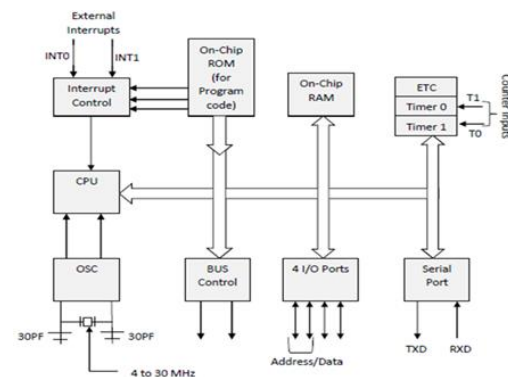 External
Interrupts
INT0
INT1
Interrupt
Control
On-Chip
ROM
(for
Program
code)
On-Chip
RAM
ETC
Timer 0
Timer 1
T1
T0
Counter Inputs
CPU
OSC
BUS
Control
4 I/O Ports
Serial
Port
30PF
30PF
4 to 30 MHz
Address/Data
TXD
RXD